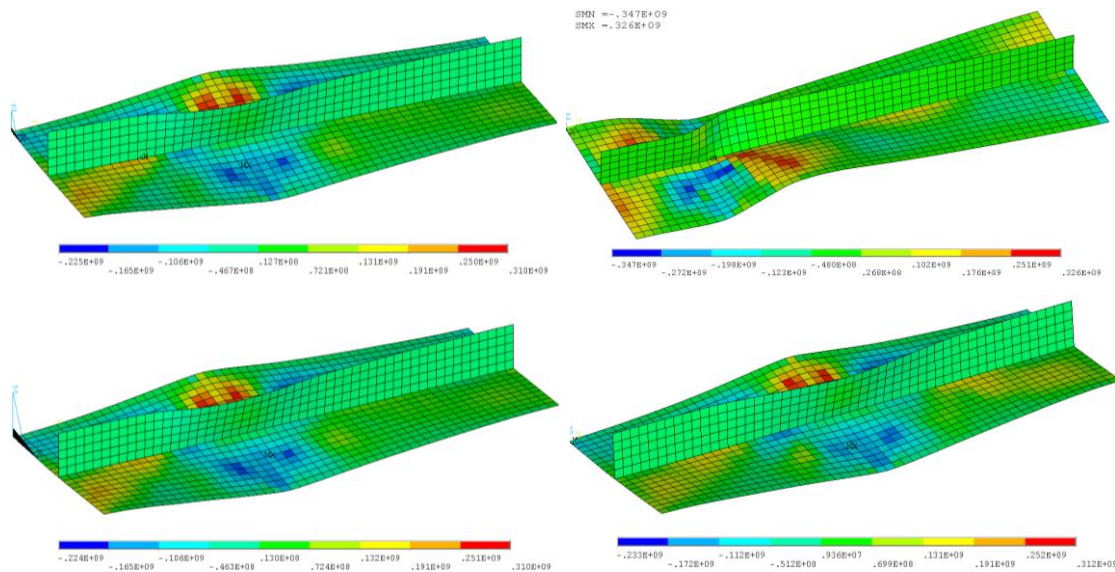 SMN =-.347E+09
SMX =.326E+09
MX
-.225E+09 -.106E+09 .127E+08 .131E+09 .250E+09
-.165E+09 -.467E+08 .721E+08 .191E+09 .310E+09
-.347E+09 -.198E+09 -.480E+08 .102E+09 .251E+09
-.272E+09 -.123E+09 .268E+08 .176E+09 .326E+09
MX
MX
-.224E+09 -.106E+09 .130E+08 .132E+09 .251E+09
-.165E+09 -.463E+08 .724E+08 .191E+09 .310E+09
-.233E+09 -.112E+09 .936E+07 .131E+09 .252E+09
-.172E+09 -.512E+08 .699E+08 .191E+09 .312E+09